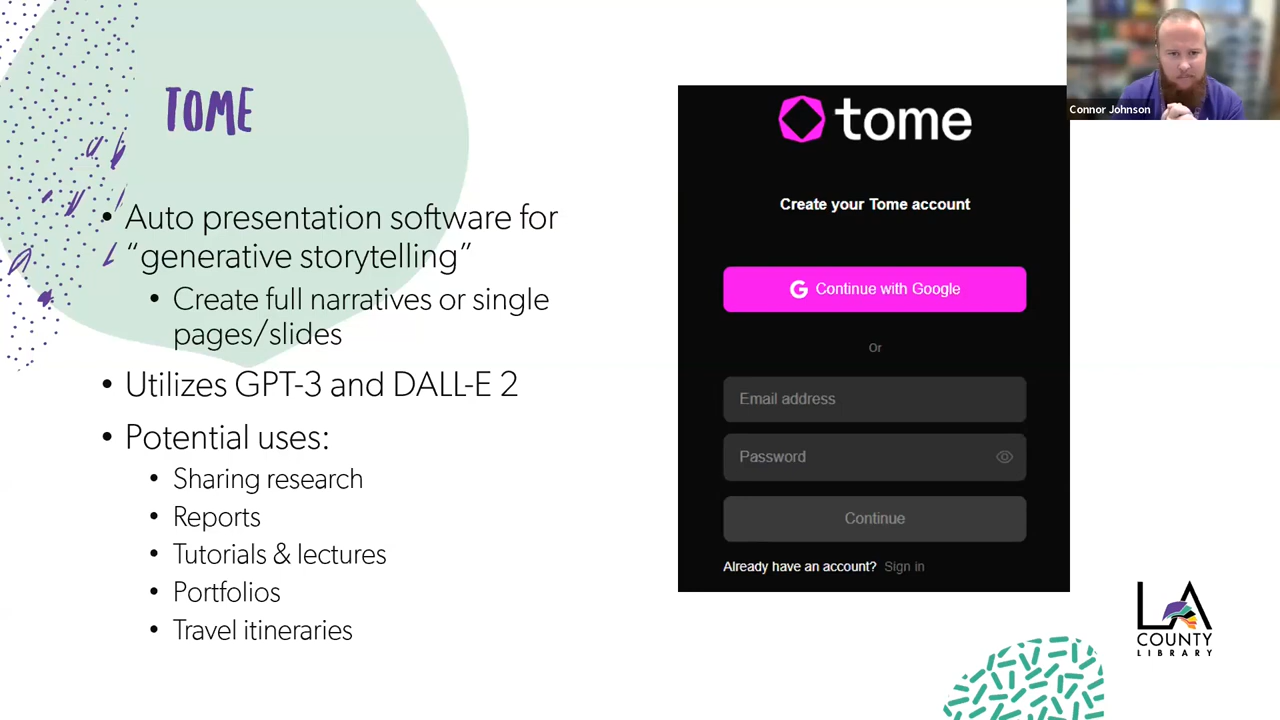 TOME
• Auto presentation software for
“generative storytelling”
• Create full narratives or single
pages/slides
• Utilizes GPT-3 and DALL-E 2
• Potential uses:
• Sharing research
• Reports
• Tutorials & lectures
• Portfolios
• Travel itineraries
tome
Create your Tome account
G Continue with Google
Or
Email address
Password
Continue
Already have an account? Sign in
Connor Johnson
LA
COUNTY
LIBRARY